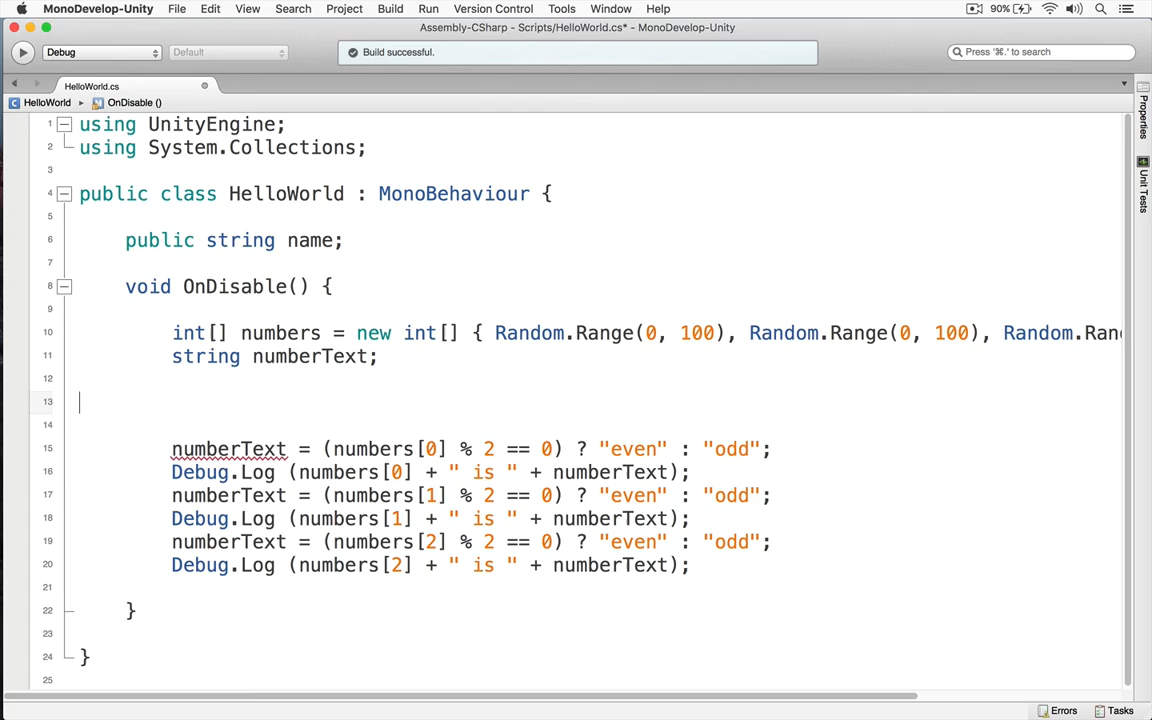 MonoDevelop-Unity File Edit View Search Project Build Run Version Control Tools Window Help 90%
Assembly-CSharp - Scripts/HelloWorld.cs* - MonoDevelop-Unity
Debug Default Build successful. Press '⌘.' to search
HelloWorld.cs
HelloWorld ▸ OnDisable ()
1 using UnityEngine;
2 using System.Collections;
3
4 public class HelloWorld : MonoBehaviour {
5
6 public string name;
7
8 void OnDisable() {
9
10 int[] numbers = new int[] { Random.Range(0, 100), Random.Range(0, 100), Random.Ran
11 string numberText;
12
13
14
15 numberText = (numbers[0] % 2 == 0) ? "even" : "odd";
16 Debug.Log (numbers[0] + " is " + numberText);
17 numberText = (numbers[1] % 2 == 0) ? "even" : "odd";
18 Debug.Log (numbers[1] + " is " + numberText);
19 numberText = (numbers[2] % 2 == 0) ? "even" : "odd";
20 Debug.Log (numbers[2] + " is " + numberText);
21
22 }
23
24 }
25
Properties
Unit Tests
Errors Tasks